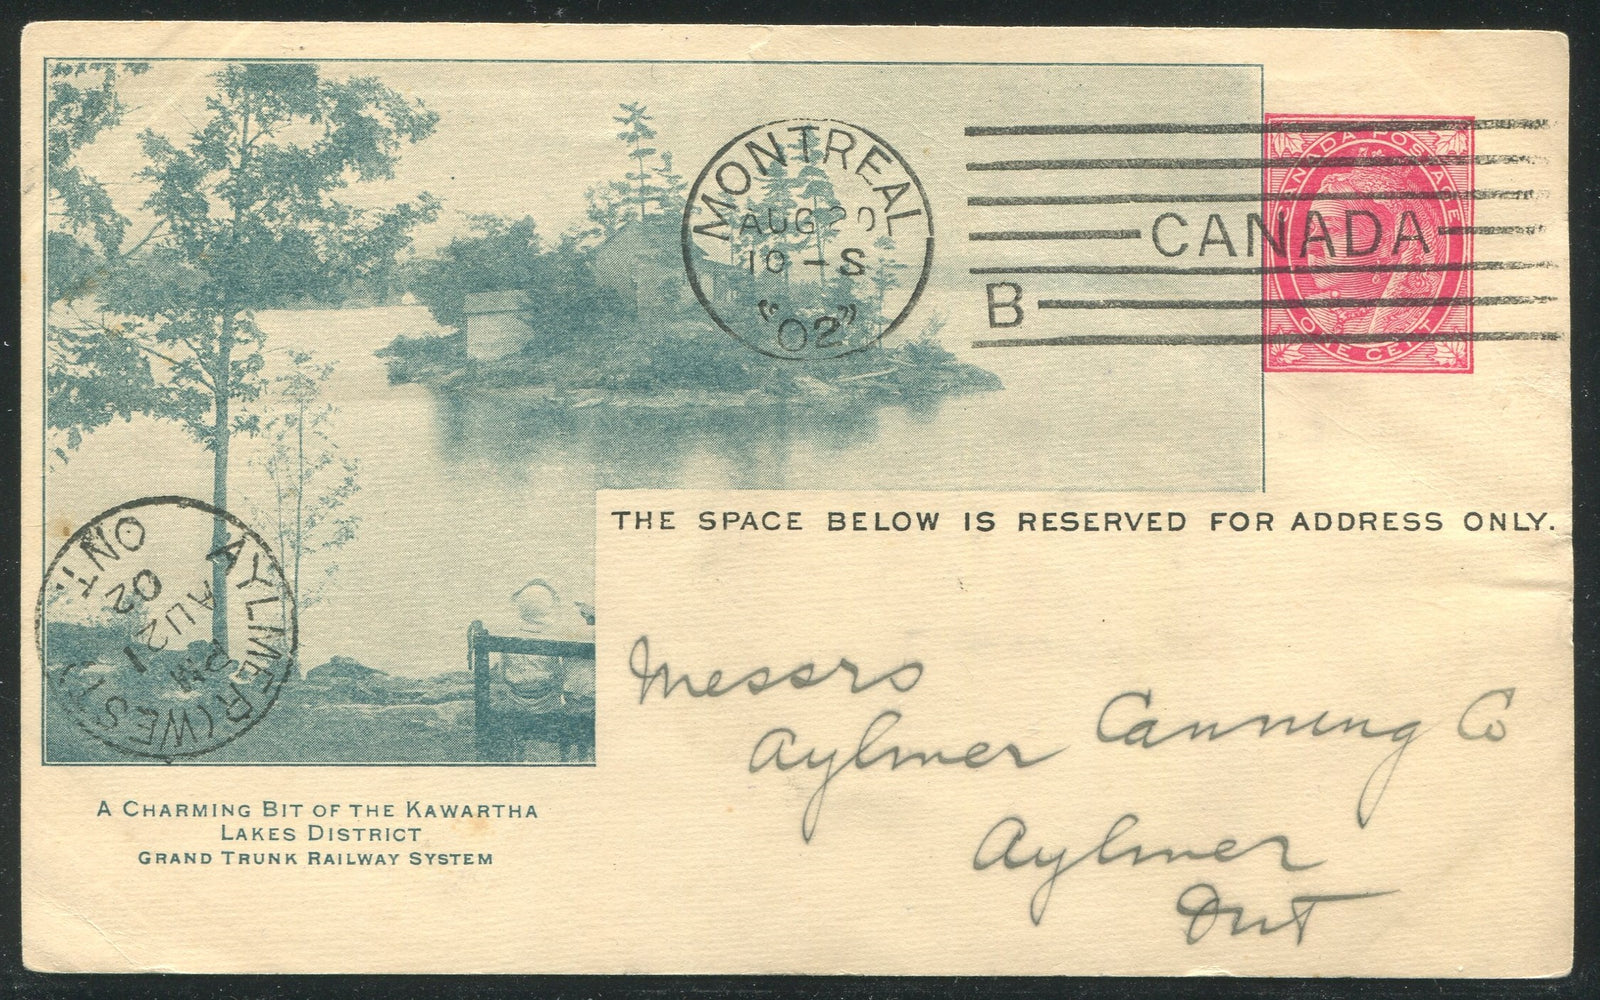 MONTREAL
AUG 20
10 - S
"02"
CANADA
B
CANADA POSTAGE
ONE CENT
THE SPACE BELOW IS RESERVED FOR ADDRESS ONLY.
AYLMER (WEST) ONT
AU 21
02
PM
Messrs
Aylmer Canning Co
Aylmer
Ont
A CHARMING BIT OF THE KAWARTHA
LAKES DISTRICT
GRAND TRUNK RAILWAY SYSTEM